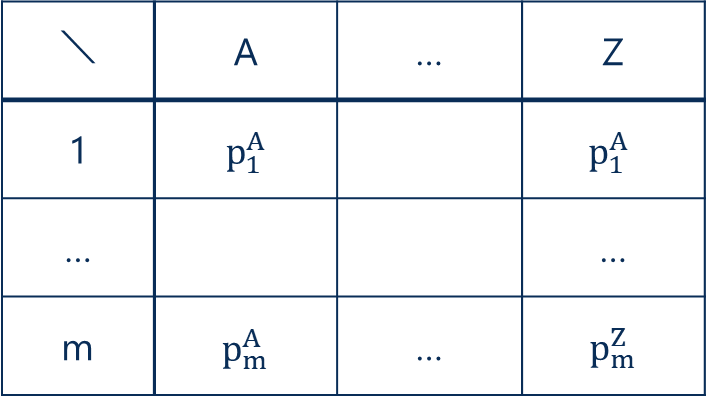 \ A ... Z
1 p₁ᴬ p₁ᴬ
... ...
m pₘᴬ ... pₘᶻ